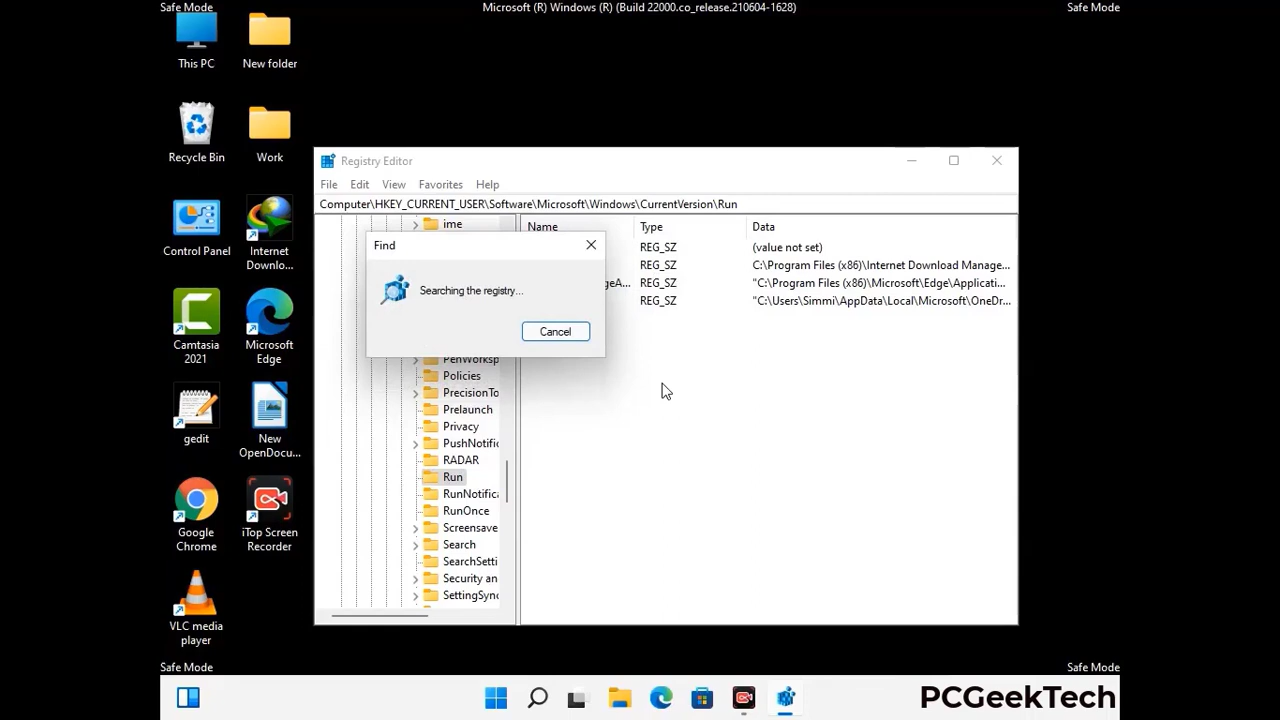 Safe Mode
Microsoft (R) Windows (R) (Build 22000.co_release.210604-1628)
Safe Mode
This PC
New folder
Recycle Bin
Work
Control Panel
Internet
Downlo...
Camtasia
2021
Microsoft
Edge
gedit
New
OpenDocu...
Google
Chrome
iTop Screen
Recorder
VLC media
player
Registry Editor
File Edit View Favorites Help
Computer\HKEY_CURRENT_USER\Software\Microsoft\Windows\CurrentVersion\Run
ime
Policies
PrecisionTo
Prelaunch
Privacy
PushNotific
RADAR
Run
RunNotifica
RunOnce
Screensave
Search
SearchSetti
Security an
SettingSync
Name Type Data
REG_SZ (value not set)
REG_SZ C:\Program Files (x86)\Internet Download Manage...
geA... REG_SZ "C:\Program Files (x86)\Microsoft\Edge\Applicati...
REG_SZ "C:\Users\Simmi\AppData\Local\Microsoft\OneDr...
Find
Searching the registry...
Cancel
Safe Mode
Safe Mode
PCGeekTech